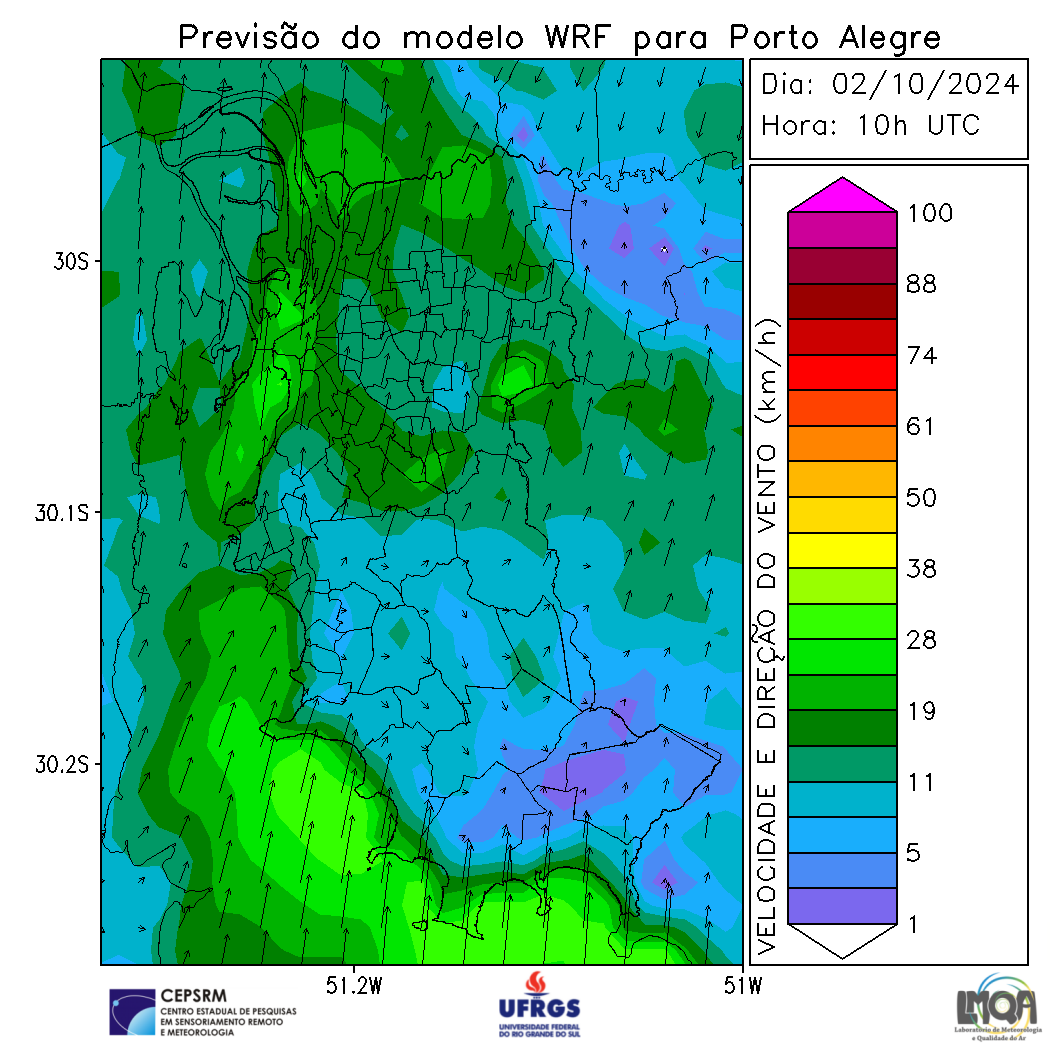 Previsão do modelo WRF para Porto Alegre
Dia: 02/10/2024
Hora: 10h UTC
30S
30.1S
30.2S
51.2W
51W
VELOCIDADE E DIREÇÃO DO VENTO (km/h)
100
88
74
61
50
38
28
19
11
5
1
CEPSRM
CENTRO ESTADUAL DE PESQUISAS
EM SENSORIAMENTO REMOTO
E METEOROLOGIA
UFRGS
UNIVERSIDADE FEDERAL
DO RIO GRANDE DO SUL
LMQA
Laboratório de Meteorologia
e Qualidade do Ar